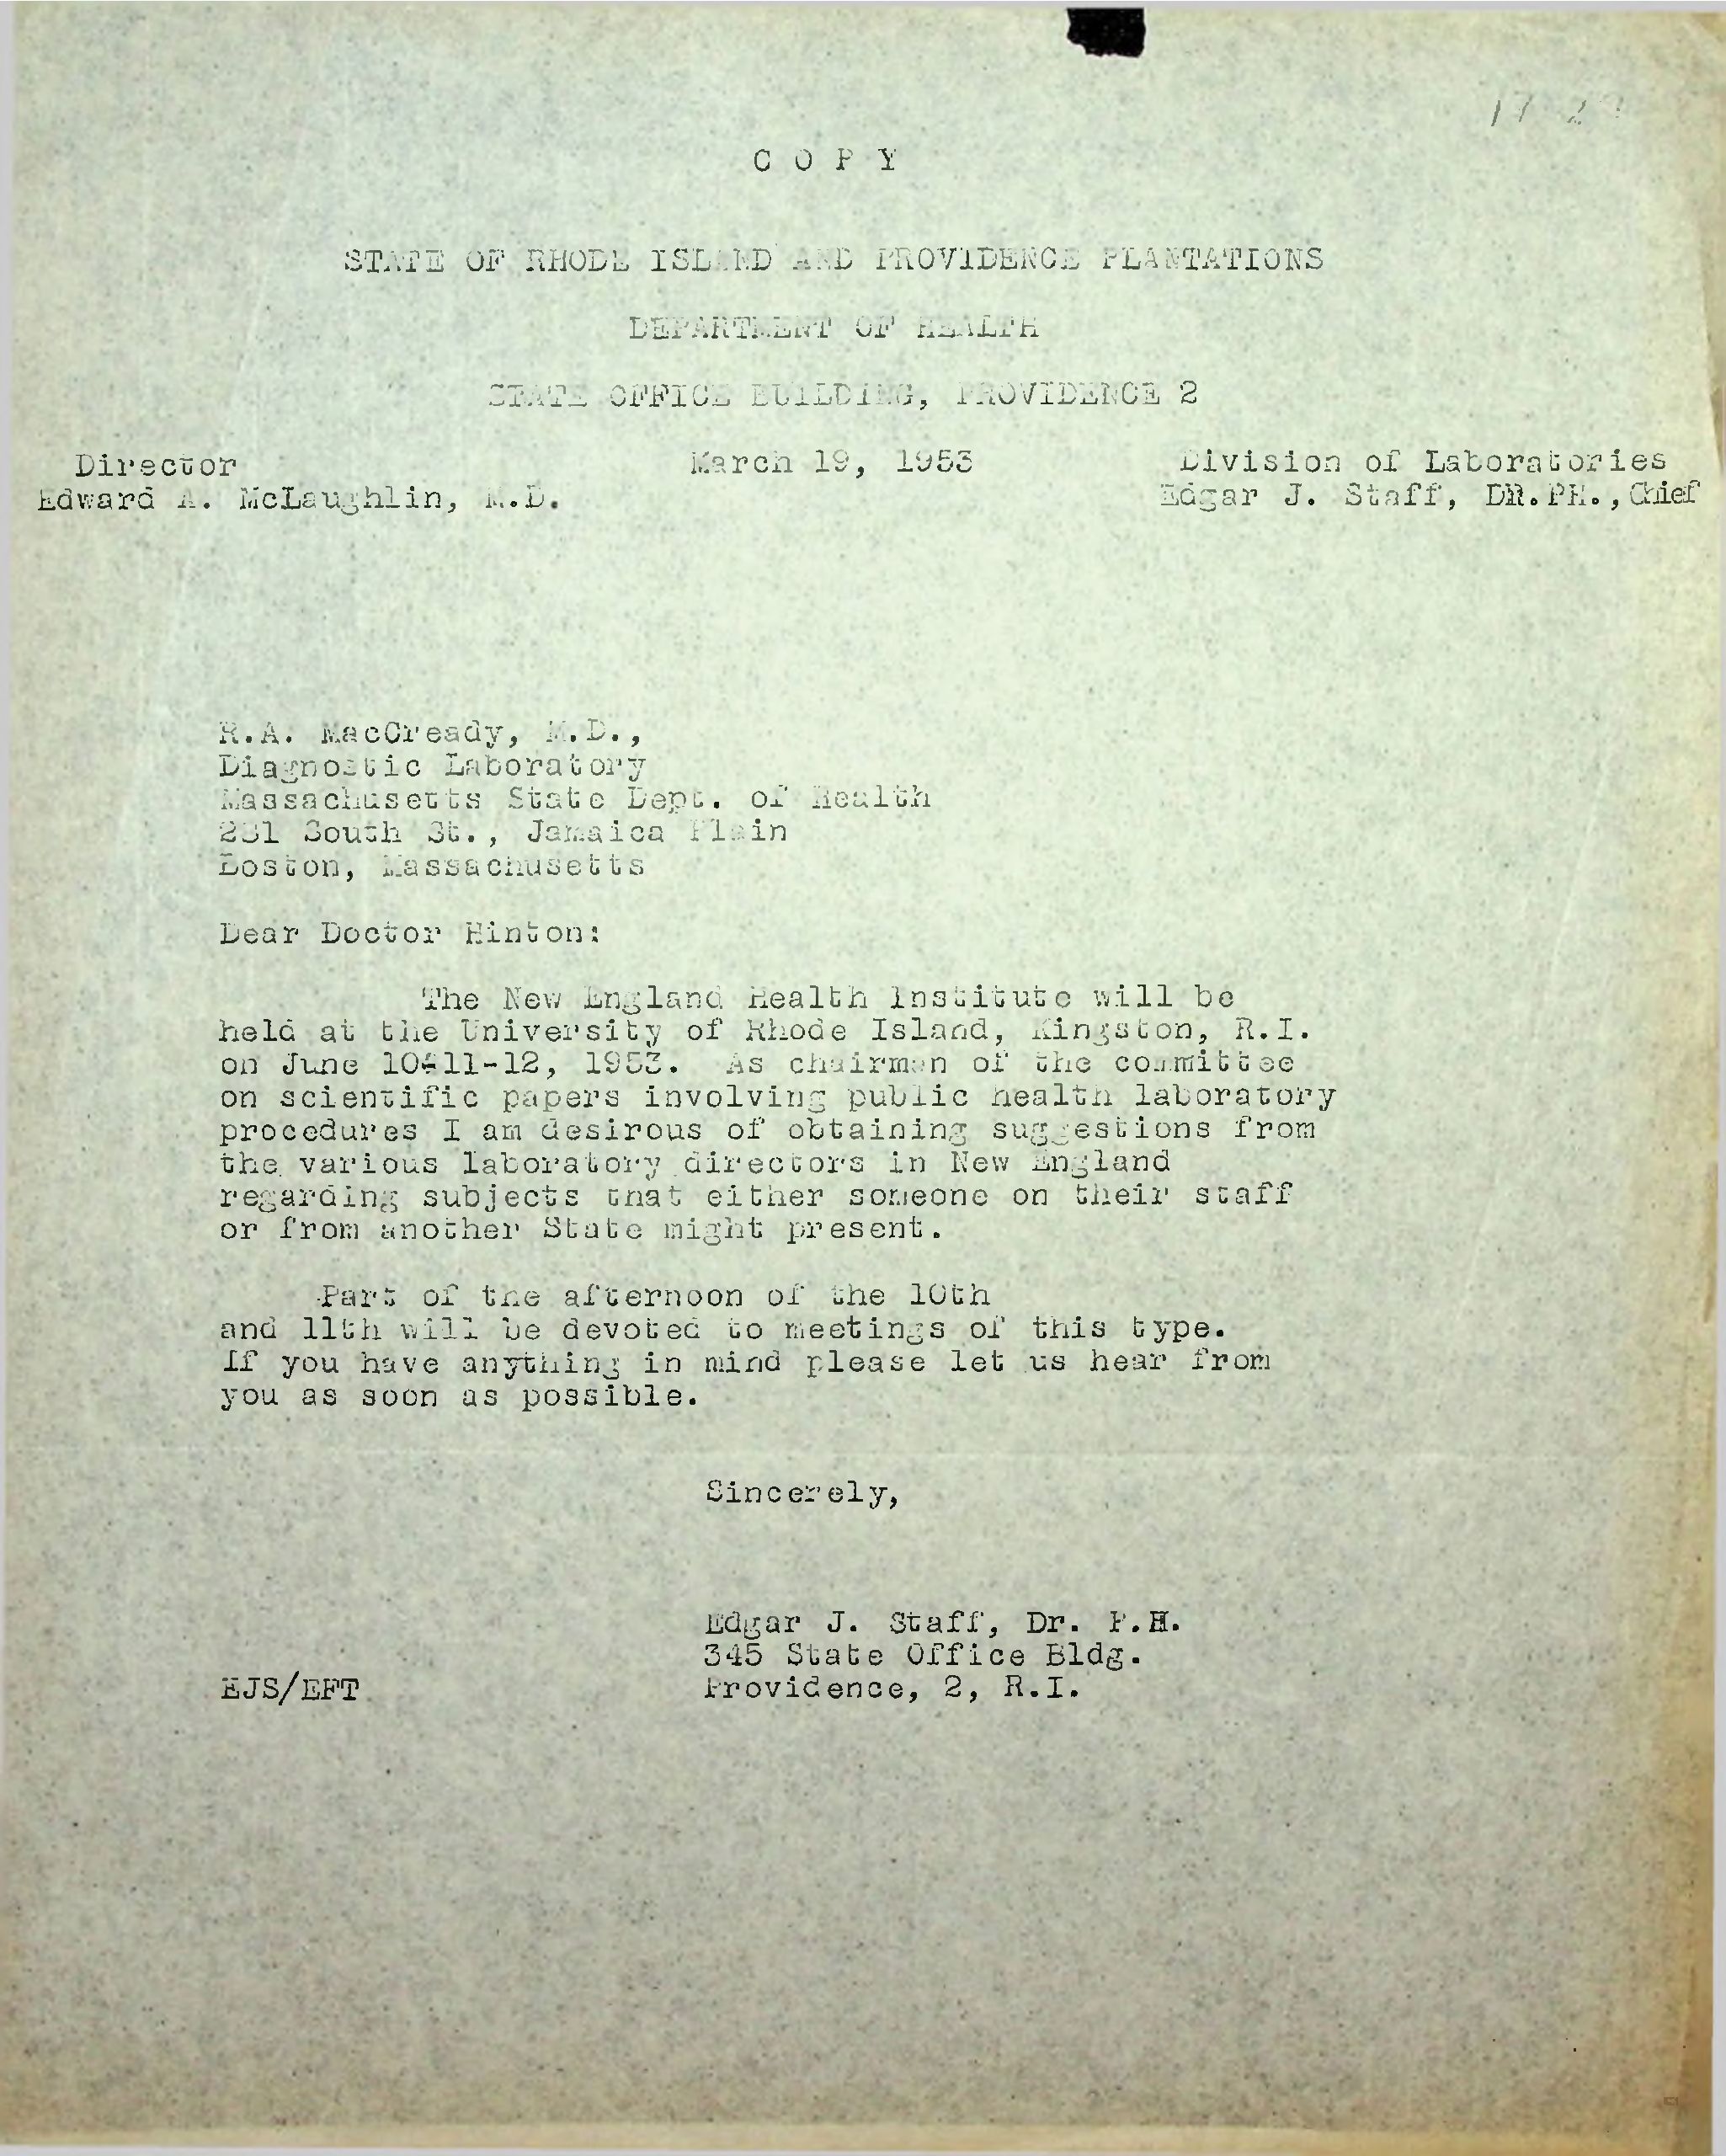 C O P Y
STATE OF RHODE ISLAND AND PROVIDENCE PLANTATIONS
DEPARTMENT OF HEALTH
STATE OFFICE BUILDING, PROVIDENCE 2
Director March 19, 1953 Division of Laboratories
Edward A. McLaughlin, M.D. Edgar J. Staff, DR.PH., Chief
R.A. MacCready, M.D.,
Diagnostic Laboratory
Massachusetts State Dept. of Health
231 South St., Jamaica Plain
Boston, Massachusetts
Dear Doctor Hinton:
The New England Health Institute will be
held at the University of Rhode Island, Kingston, R.I.
on June 10-11-12, 1953. As chairman of the committee
on scientific papers involving public health laboratory
procedures I am desirous of obtaining suggestions from
the various laboratory directors in New England
regarding subjects that either someone on their staff
or from another State might present.
Part of the afternoon of the 10th
and 11th will be devoted to meetings of this type.
If you have anything in mind please let us hear from
you as soon as possible.
Sincerely,
Edgar J. Staff, Dr. P.H.
345 State Office Bldg.
EJS/EFT Providence, 2, R.I.